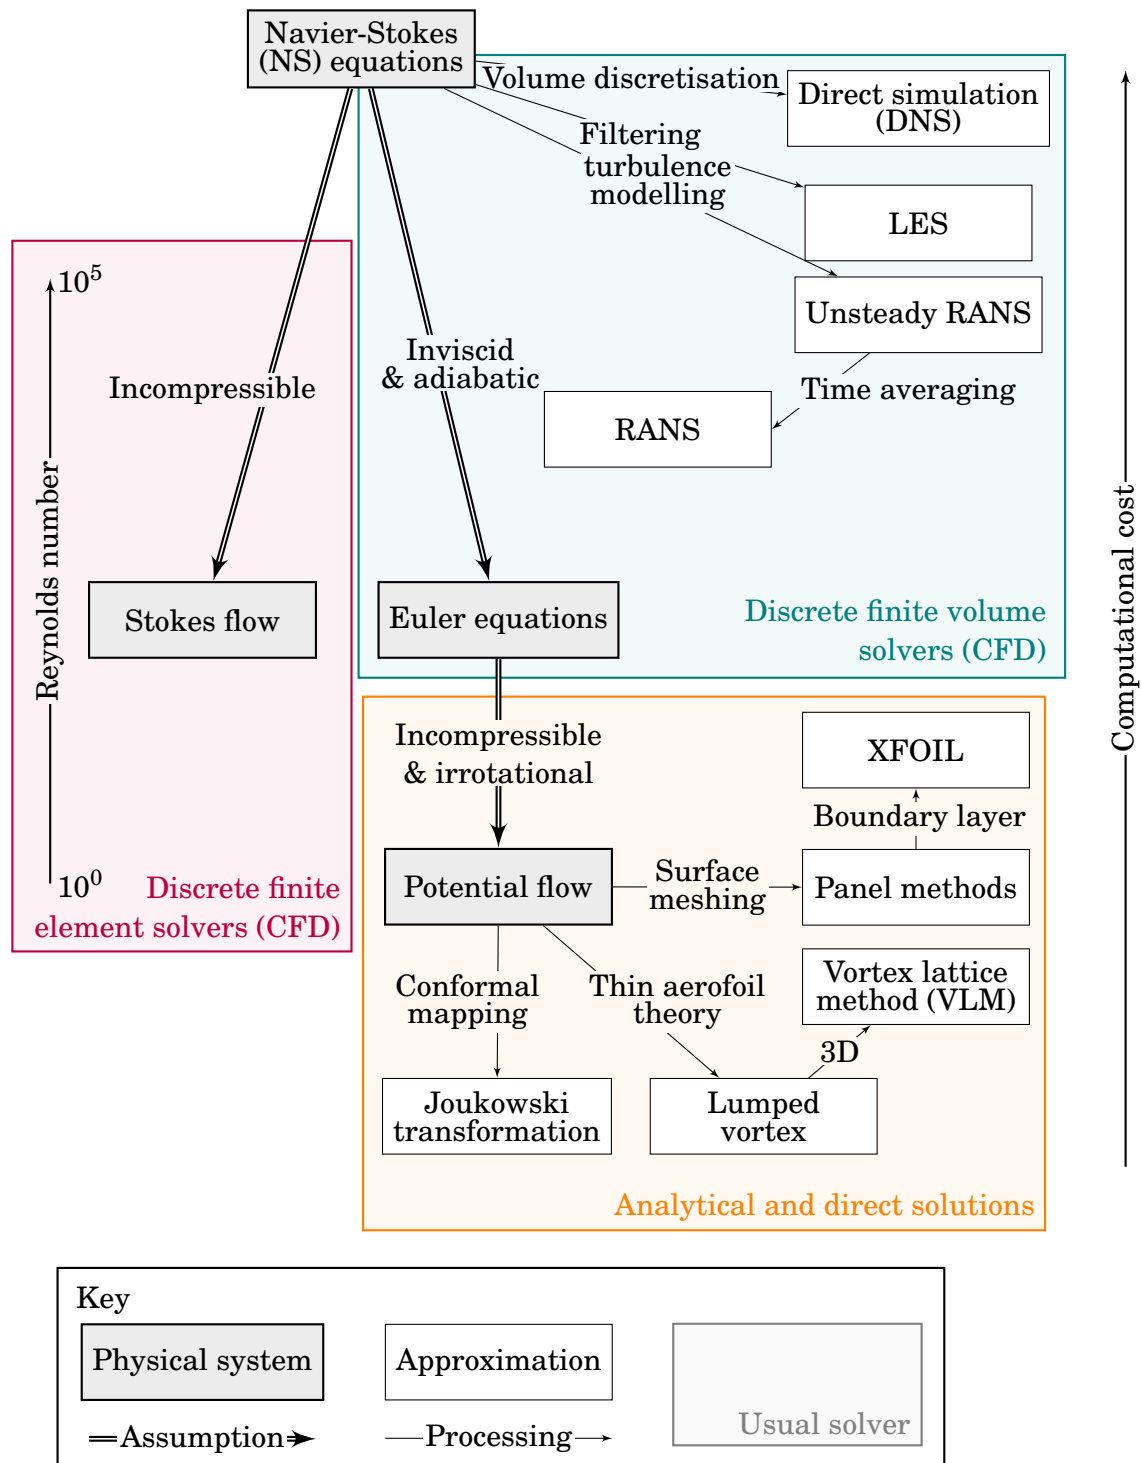 Navier-Stokes
(NS) equations
Volume discretisation
Direct simulation
(DNS)
Filtering
turbulence
modelling
LES
Unsteady RANS
Time averaging
RANS
Inviscid
& adiabatic
Incompressible
10⁵
Reynolds number
10⁰
Stokes flow
Euler equations
Discrete finite volume
solvers (CFD)
Computational cost
Discrete finite
element solvers (CFD)
Incompressible
& irrotational
XFOIL
Boundary layer
Potential flow
Surface
meshing
Panel methods
Conformal
mapping
Thin aerofoil
theory
Vortex lattice
method (VLM)
3D
Joukowski
transformation
Lumped
vortex
Analytical and direct solutions
Key
Physical system
Approximation
Usual solver
Assumption
Processing